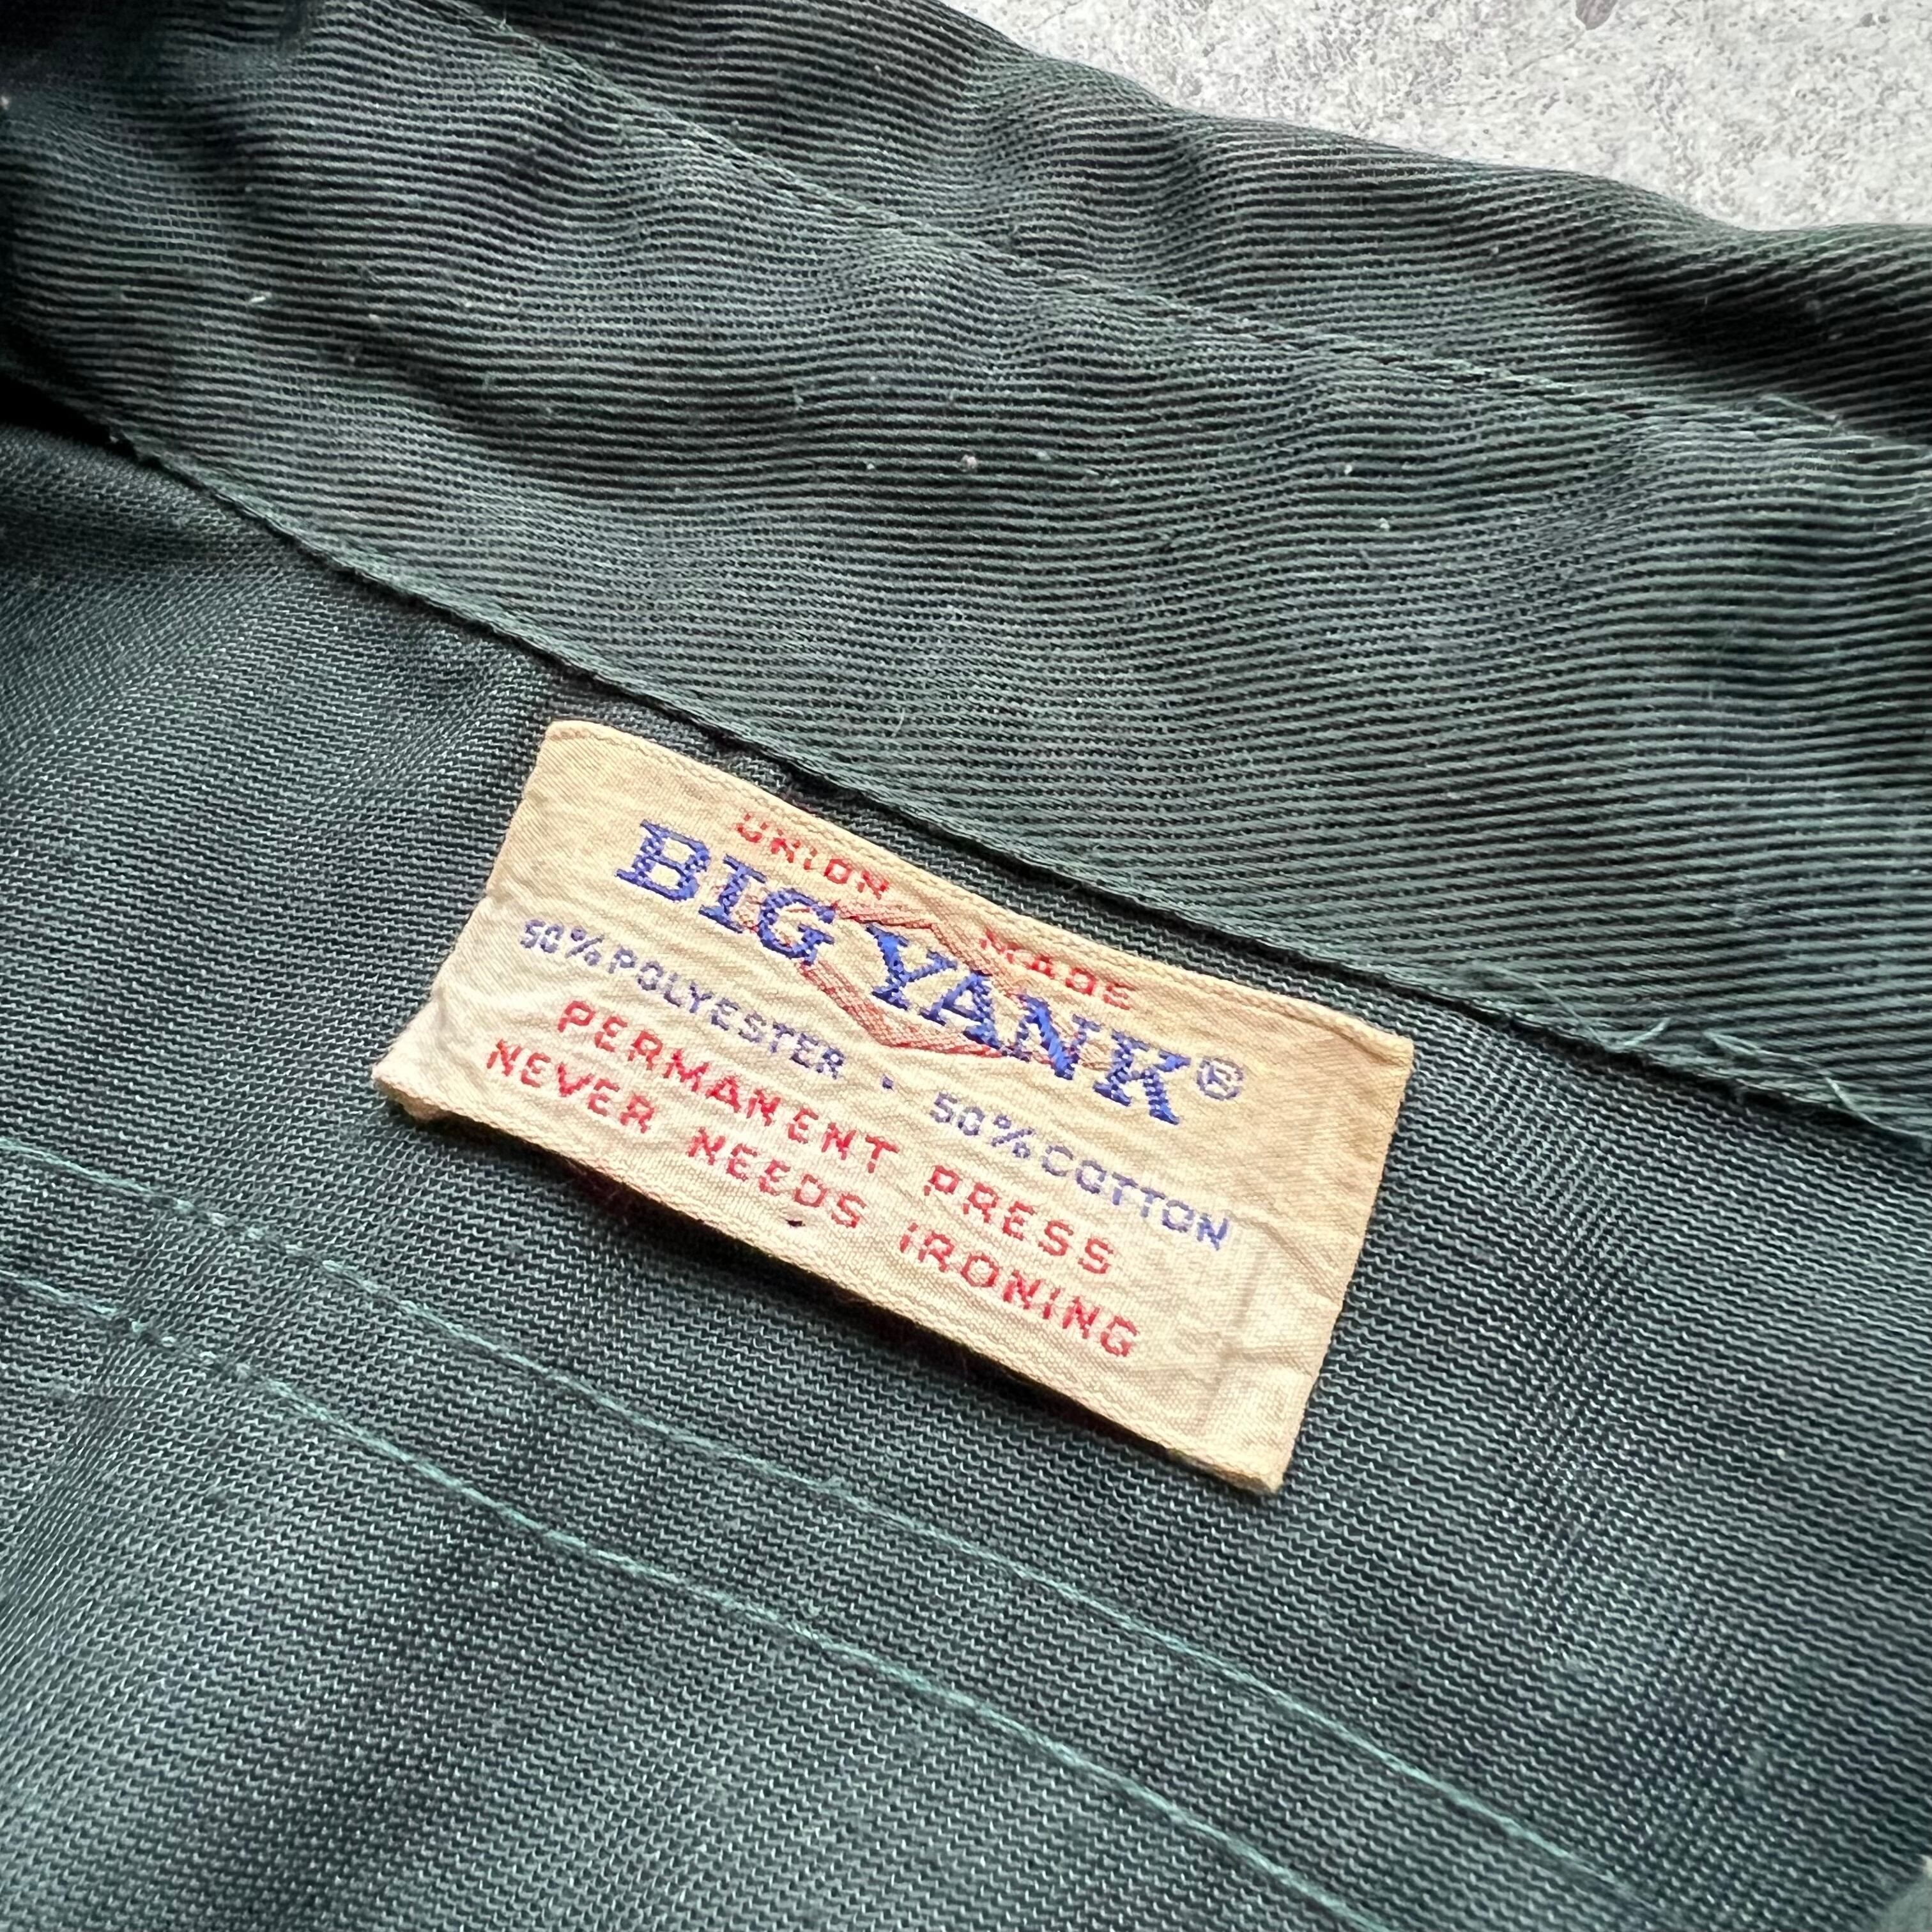 UNION MADE
BIG YANK®
50% POLYESTER · 50% COTTON
PERMANENT PRESS
NEVER NEEDS IRONING